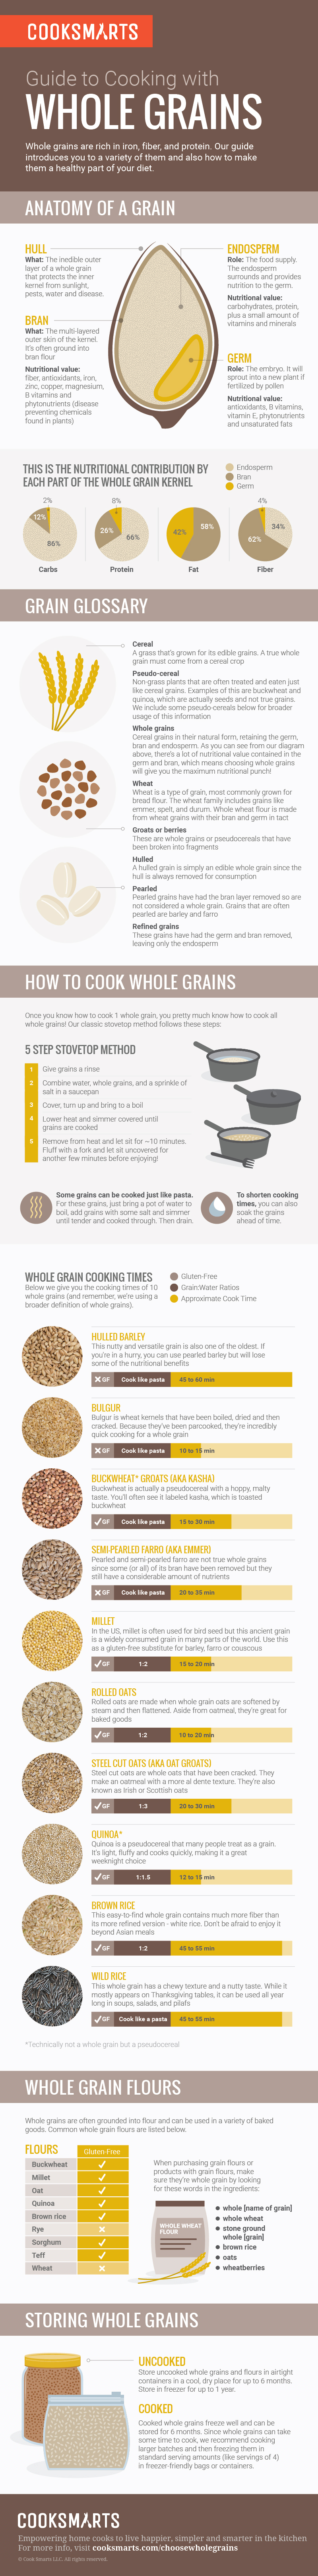 COOKSMARTS
Guide to Cooking with
WHOLE GRAINS
Whole grains are rich in iron, fiber, and protein. Our guide
introduces you to a variety of them and also how to make
them a healthy part of your diet.
ANATOMY OF A GRAIN
HULL
What: The inedible outer
layer of a whole grain
that protects the inner
kernel from sunlight,
pests, water and disease.
BRAN
What: The multi-layered
outer skin of the kernel.
It's often ground into
bran flour
Nutritional value:
fiber, antioxidants, iron,
zinc, copper, magnesium,
B vitamins and
phytonutrients (disease
preventing chemicals
found in plants)
ENDOSPERM
Role: The food supply.
The endosperm
surrounds and provides
nutrition to the germ.
Nutritional value:
carbohydrates, protein,
plus a small amount of
vitamins and minerals
GERM
Role: The embryo. It will
sprout into a new plant if
fertilized by pollen
Nutritional value:
antioxidants, B vitamins,
vitamin E, phytonutrients
and unsaturated fats
THIS IS THE NUTRITIONAL CONTRIBUTION BY
EACH PART OF THE WHOLE GRAIN KERNEL
Endosperm
Bran
Germ
2%
12%
86%
Carbs
8%
26%
66%
Protein
42%
58%
Fat
4%
34%
62%
Fiber
GRAIN GLOSSARY
Cereal
A grass that's grown for its edible grains. A true whole
grain must come from a cereal crop
Pseudo-cereal
Non-grass plants that are often treated and eaten just
like cereal grains. Examples of this are buckwheat and
quinoa, which are actually seeds and not true grains.
We include some pseudo-cereals below for broader
usage of this information
Whole grains
Cereal grains in their natural form, retaining the germ,
bran and endosperm. As you can see from our diagram
above, there's a lot of nutritional value contained in the
germ and bran, which means choosing whole grains
will give you the maximum nutritional punch!
Wheat
Wheat is a type of grain, most commonly grown for
bread flour. The wheat family includes grains like
emmer, spelt, and durum. Whole wheat flour is made
from wheat grains with their bran and germ in tact
Groats or berries
These are whole grains or pseudocereals that have
been broken into fragments
Hulled
A hulled grain is simply an edible whole grain since the
hull is always removed for consumption
Pearled
Pearled grains have had the bran layer removed so are
not considered a whole grain. Grains that are often
pearled are barley and farro
Refined grains
These grains have had the germ and bran removed,
leaving only the endosperm
HOW TO COOK WHOLE GRAINS
Once you know how to cook 1 whole grain, you pretty much know how to cook all
whole grains! Our classic stovetop method follows these steps:
5 STEP STOVETOP METHOD
1 Give grains a rinse
2 Combine water, whole grains, and a sprinkle of
salt in a saucepan
3 Cover, turn up and bring to a boil
4 Lower heat and simmer covered until
grains are cooked
5 Remove from heat and let sit for ~10 minutes.
Fluff with a fork and let sit uncovered for
another few minutes before enjoying!
Some grains can be cooked just like pasta.
For these grains, just bring a pot of water to
boil, add grains with some salt and simmer
until tender and cooked through. Then drain.
To shorten cooking
times, you can also
soak the grains
ahead of time.
WHOLE GRAIN COOKING TIMES
Below we give you the cooking times of 10
whole grains (and remember, we're using a
broader definition of whole grains).
Gluten-Free
Grain:Water Ratios
Approximate Cook Time
HULLED BARLEY
This nutty and versatile grain is also one of the oldest. If
you're in a hurry, you can use pearled barley but will lose
some of the nutritional benefits
GF Cook like pasta 45 to 60 min
BULGUR
Bulgur is wheat kernels that have been boiled, dried and then
cracked. Because they've been parcooked, they're incredibly
quick cooking for a whole grain
GF Cook like pasta 10 to 15 min
BUCKWHEAT* GROATS (AKA KASHA)
Buckwheat is actually a pseudocereal with a hoppy, malty
taste. You'll often see it labeled kasha, which is toasted
buckwheat
GF Cook like pasta 15 to 30 min
SEMI-PEARLED FARRO (AKA EMMER)
Pearled and semi-pearled farro are not true whole grains
since some (or all) of its bran have been removed but they
still have a considerable amount of nutrients
GF Cook like pasta 20 to 35 min
MILLET
In the US, millet is often used for bird seed but this ancient grain
is a widely consumed grain in many parts of the world. Use this
as a gluten-free substitute for barley, farro or couscous
GF 1:2 15 to 20 min
ROLLED OATS
Rolled oats are made when whole grain oats are softened by
steam and then flattened. Aside from oatmeal, they're great for
baked goods
GF 1:2 10 to 20 min
STEEL CUT OATS (AKA OAT GROATS)
Steel cut oats are whole oats that have been cracked. They
make an oatmeal with a more al dente texture. They're also
known as Irish or Scottish oats
GF 1:3 20 to 30 min
QUINOA*
Quinoa is a pseudocereal that many people treat as a grain.
It's light, fluffy and cooks quickly, making it a great
weeknight choice
GF 1:1.5 12 to 15 min
BROWN RICE
This easy-to-find whole grain contains much more fiber than
its more refined version - white rice. Don't be afraid to enjoy it
beyond Asian meals
GF 1:2 45 to 55 min
WILD RICE
This whole grain has a chewy texture and a nutty taste. While it
mostly appears on Thanksgiving tables, it can be used all year
long in soups, salads, and pilafs
GF Cook like a pasta 45 to 55 min
*Technically not a whole grain but a pseudocereal
WHOLE GRAIN FLOURS
Whole grains are often grounded into flour and can be used in a variety of baked
goods. Common whole grain flours are listed below.
FLOURS Gluten-Free
Buckwheat
Millet
Oat
Quinoa
Brown rice
Rye
Sorghum
Teff
Wheat
When purchasing grain flours or
products with grain flours, make
sure they're whole grain by looking
for these words in the ingredients:
WHOLE WHEAT
FLOUR
whole [name of grain]
whole wheat
stone ground
whole [grain]
brown rice
oats
wheatberries
STORING WHOLE GRAINS
UNCOOKED
Store uncooked whole grains and flours in airtight
containers in a cool, dry place for up to 6 months.
Store in freezer for up to 1 year.
COOKED
Cooked whole grains freeze well and can be
stored for 6 months. Since whole grains can take
some time to cook, we recommend cooking
larger batches and then freezing them in
standard serving amounts (like servings of 4)
in freezer-friendly bags or containers.
COOKSMARTS
Empowering home cooks to live happier, simpler and smarter in the kitchen
For more info, visit cooksmarts.com/choosewholegrains
© Cook Smarts LLC. All rights reserved.